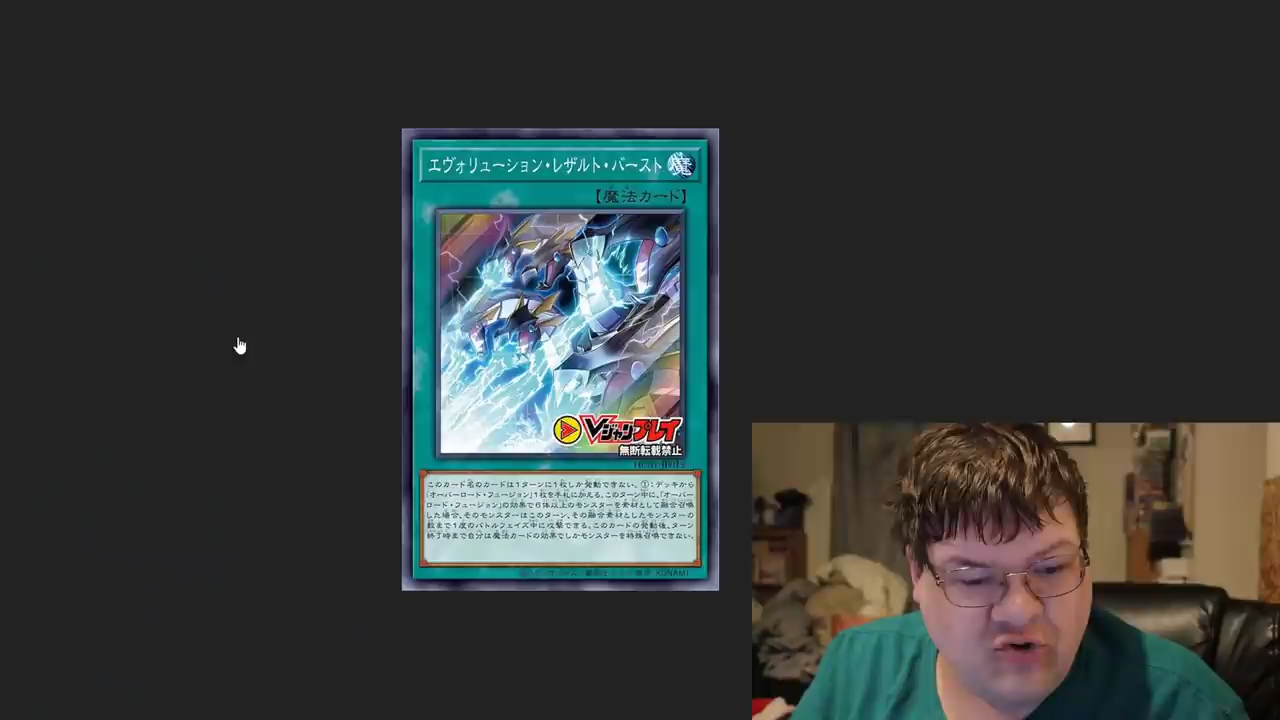 エヴォリューション・レザルト・バースト 魔
【魔法カード】
Vジャンプレイ
無断転載禁止
このカード名のカードは１ターンに１枚しか発動できない。①：デッキから
「オーバーロード・フュージョン」１枚を手札に加える。このターン中に、「オーバー
ロード・フュージョン」の効果で６体以上のモンスターを素材として融合召喚
した場合、そのモンスターはこのターン、その融合素材としたモンスターの
数まで１度のバトルフェイズ中に攻撃できる。このカードの発動後、ターン
終了時まで自分は魔法カードの効果でしかモンスターを特殊召喚できない。
KONAMI